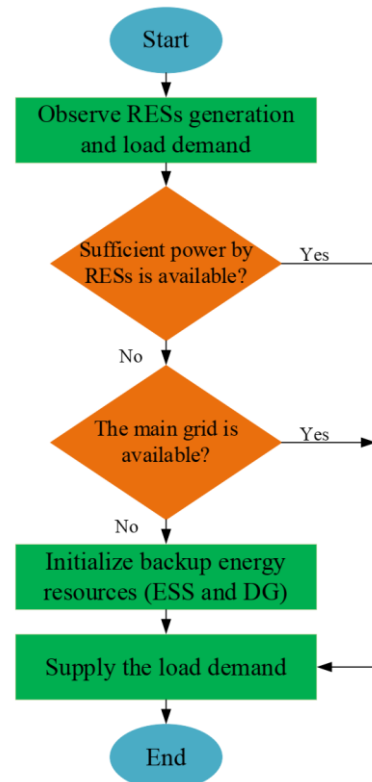 Start
Observe RESs generation
and load demand
Sufficient power by
RESs is available?
Yes
No
The main grid is
available?
Yes
No
Initialize backup energy
resources (ESS and DG)
Supply the load demand
End